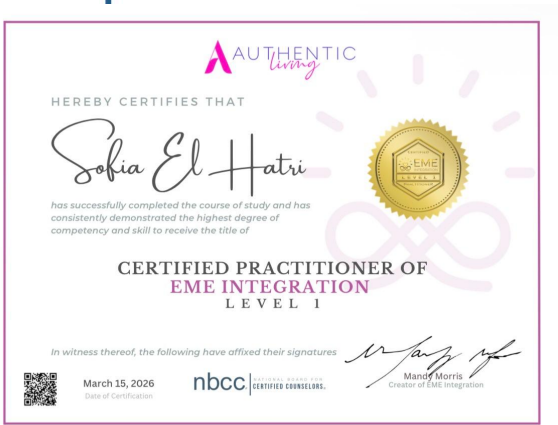 AUTHENTIC
living
HEREBY CERTIFIES THAT
Sofia El Hatri
has successfully completed the course of study and has
consistently demonstrated the highest degree of
competency and skill to receive the title of
EME
LEVEL 1
CERTIFIED PRACTITIONER OF
EME INTEGRATION
LEVEL 1
In witness thereof, the following have affixed their signatures
March 15, 2026
Date of Certification
nbcc
NATIONAL BOARD FOR
CERTIFIED COUNSELORS.
Mandy Morris
Creator of EME Integration